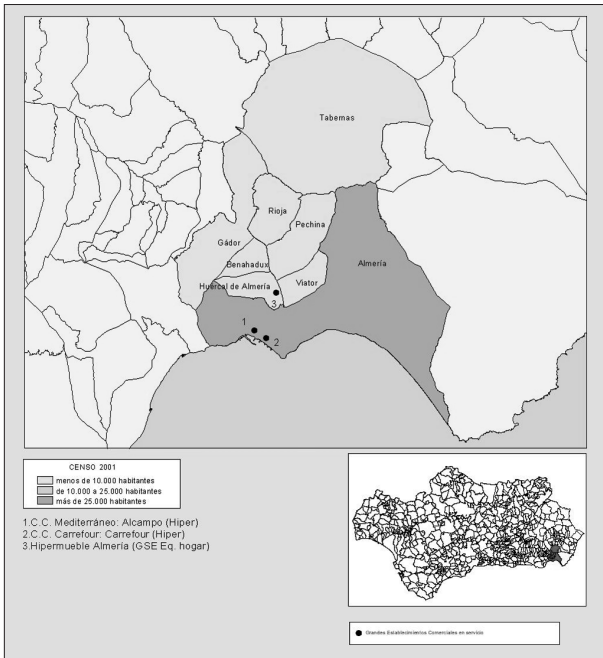 Tabernas
Rioja
Pechina
Gádor
Almería
Benahadux
Huércal de Almería
Viator
3
1
2
CENSO 2001
menos de 10.000 habitantes
de 10.000 a 25.000 habitantes
más de 25.000 habitantes
1.C.C. Mediterráneo: Alcampo (Hiper)
2.C.C. Carrefour: Carrefour (Hiper)
3.Hipermueble Almería (GSE Eq. hogar)
Grandes Establecimientos Comerciales en servicio